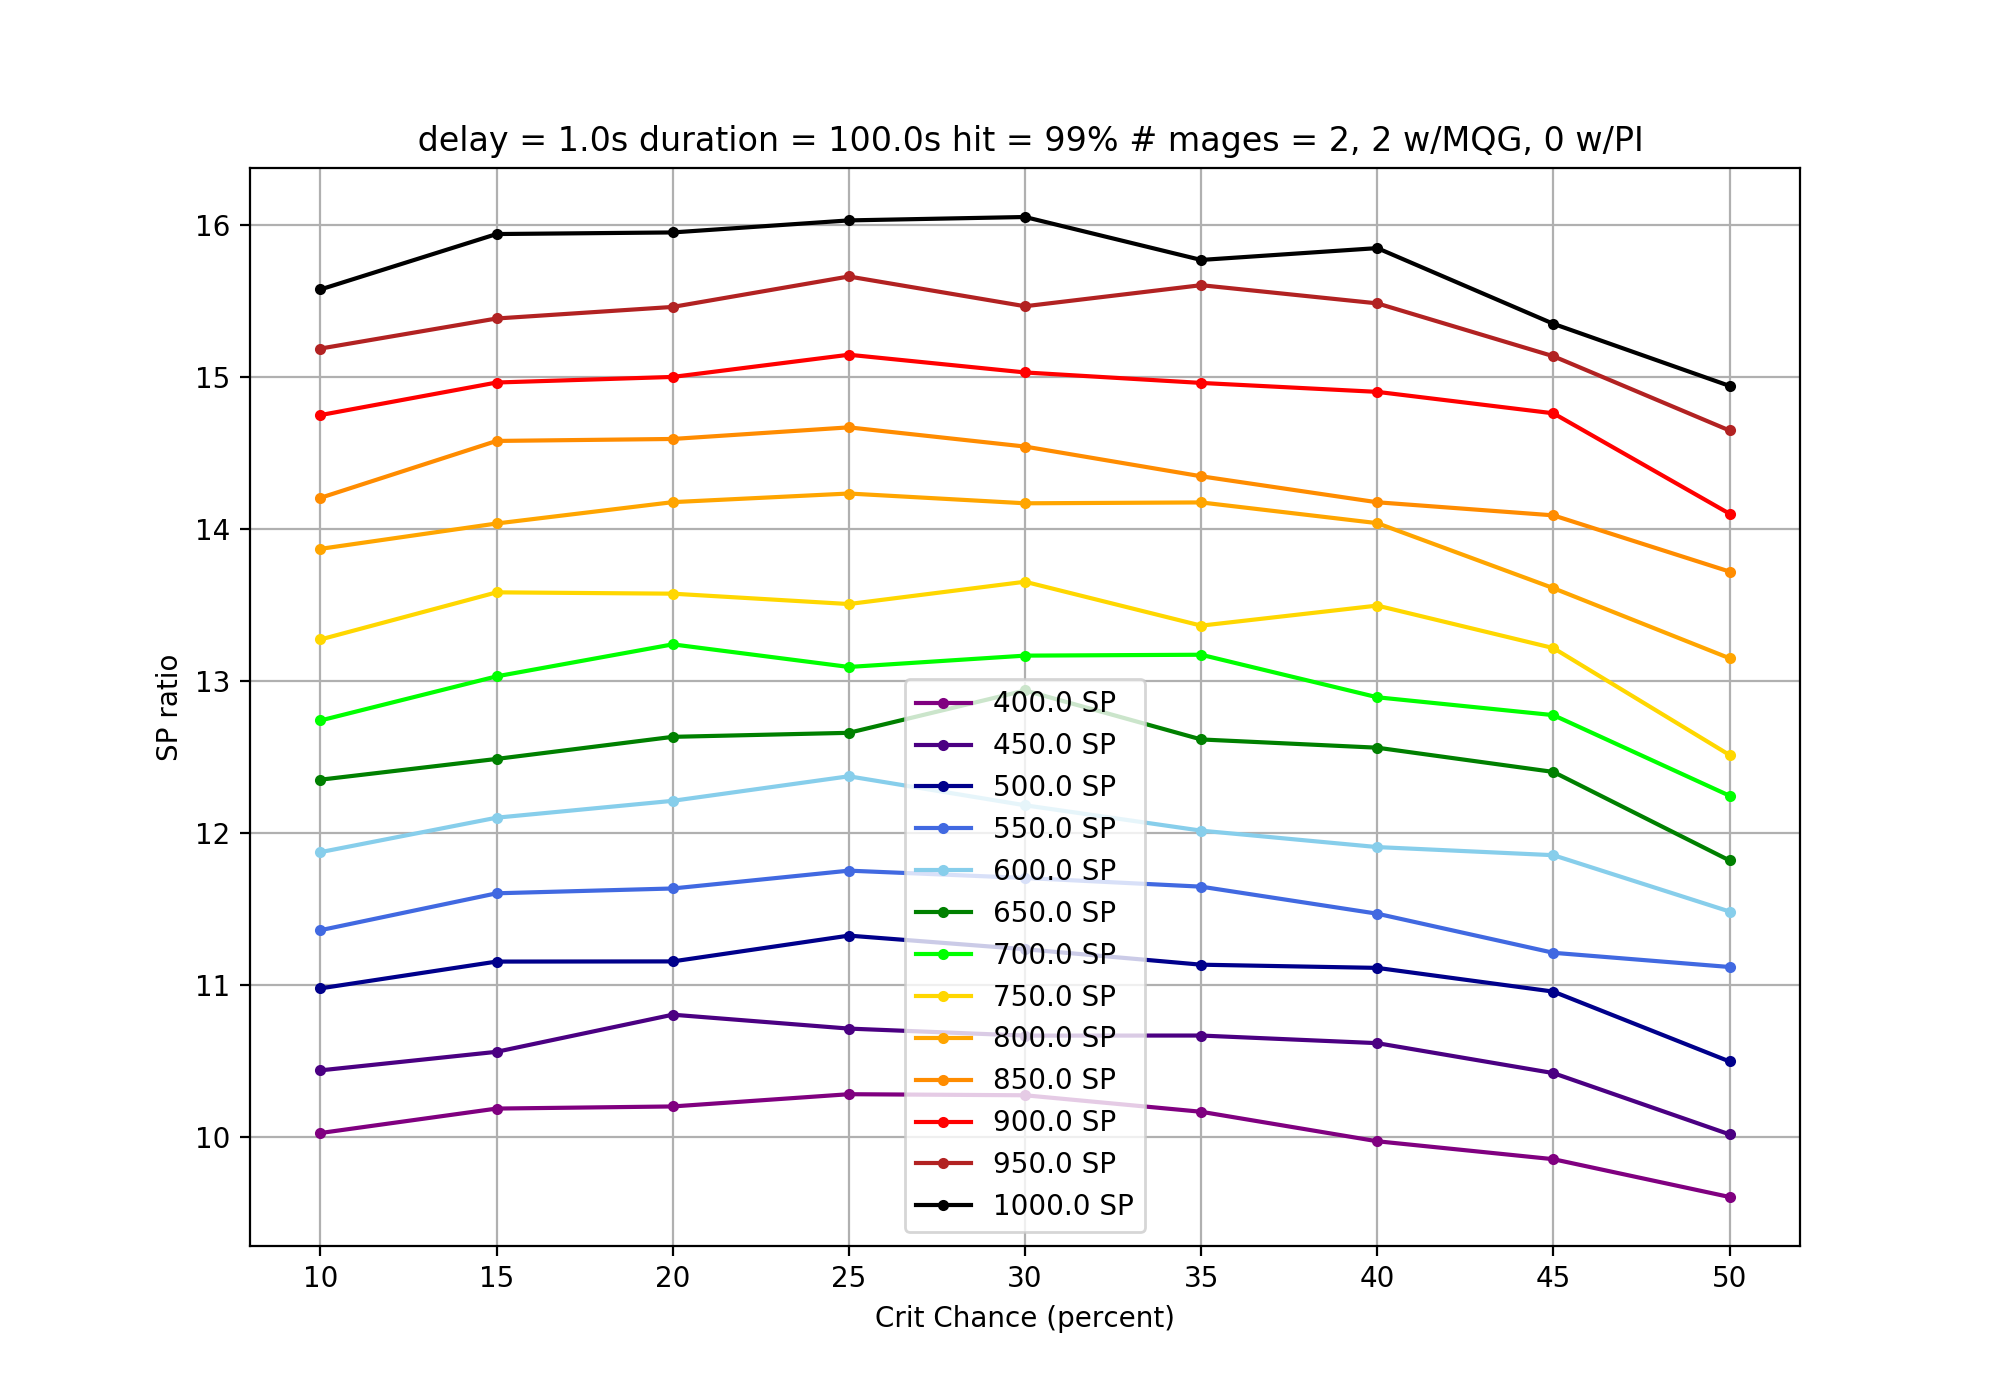 delay = 1.0s duration = 100.0s hit = 99% # mages = 2, 2 w/MQG, 0 w/PI
SP ratio
16
15
14
13
12
11
10
400.0 SP
450.0 SP
500.0 SP
550.0 SP
600.0 SP
650.0 SP
700.0 SP
750.0 SP
800.0 SP
850.0 SP
900.0 SP
950.0 SP
1000.0 SP
10 15 20 25 30 35 40 45 50
Crit Chance (percent)